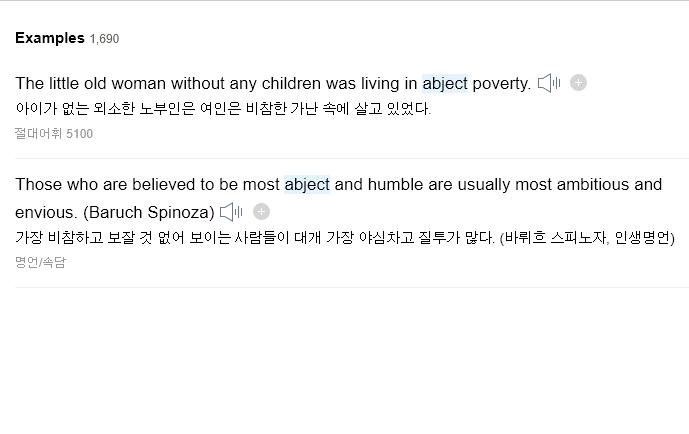 Examples 1,690
The little old woman without any children was living in abject poverty.
아이가 없는 외소한 노부인은 여인은 비참한 가난 속에 살고 있었다.
절대어휘 5100
Those who are believed to be most abject and humble are usually most ambitious and
envious. (Baruch Spinoza)
가장 비참하고 보잘 것 없어 보이는 사람들이 대개 가장 야심차고 질투가 많다. (바뤼흐 스피노자, 인생명언)
명언/속담